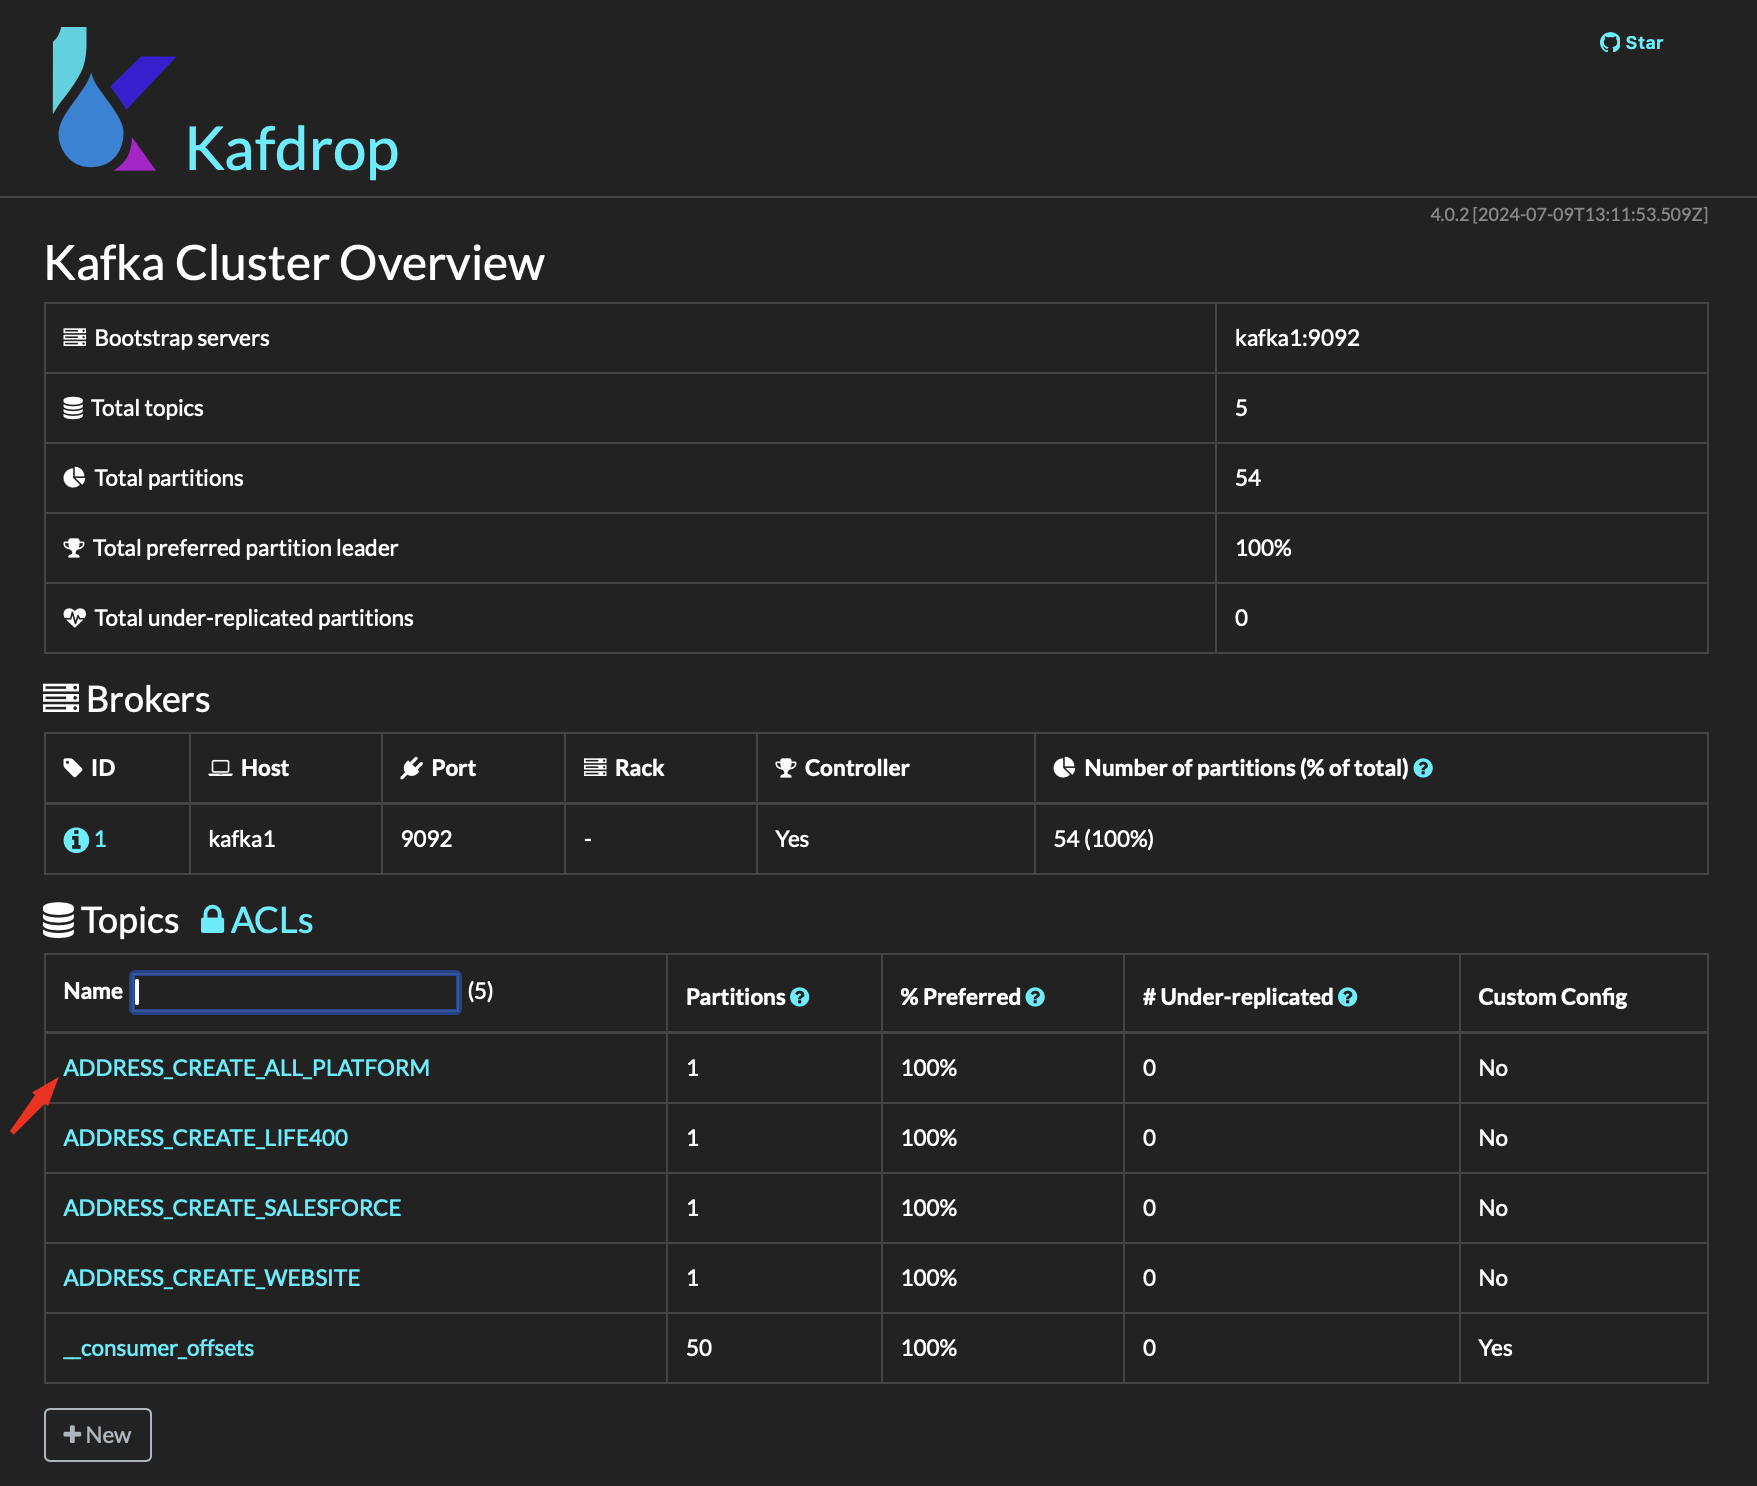 Star
Kafdrop
4.0.2 [2024-07-09T13:11:53.509Z]
Kafka Cluster Overview
Bootstrap servers kafka1:9092
Total topics 5
Total partitions 54
Total preferred partition leader 100%
Total under-replicated partitions 0
Brokers
ID Host Port Rack Controller Number of partitions (% of total)
1 kafka1 9092 - Yes 54 (100%)
Topics ACLs
Name (5) Partitions % Preferred # Under-replicated Custom Config
ADDRESS_CREATE_ALL_PLATFORM 1 100% 0 No
ADDRESS_CREATE_LIFE400 1 100% 0 No
ADDRESS_CREATE_SALESFORCE 1 100% 0 No
ADDRESS_CREATE_WEBSITE 1 100% 0 No
__consumer_offsets 50 100% 0 Yes
+ New